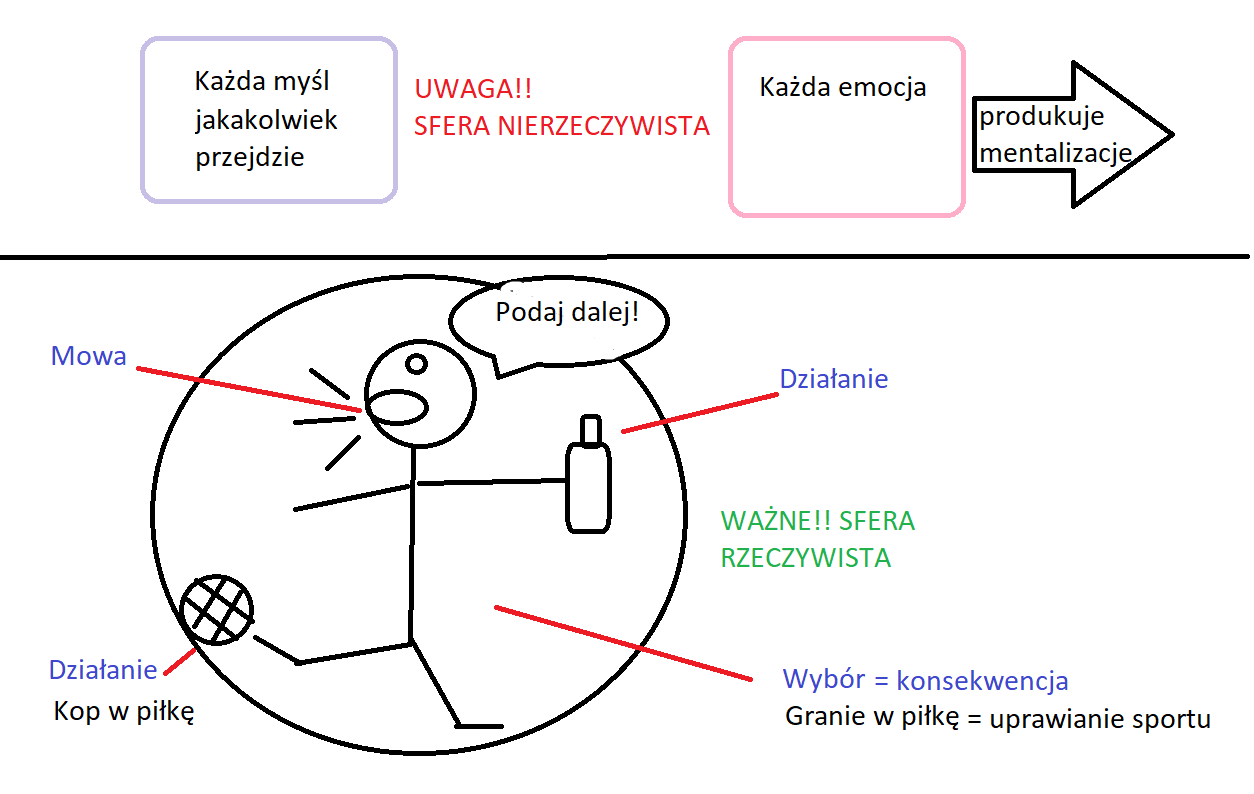 Każda myśl
jakakolwiek
przejdzie
UWAGA!!
SFERA NIERZECZYWISTA
Każda emocja
produkuje
mentalizacje
Podaj dalej!
Mowa
Działanie
WAŻNE!! SFERA
RZECZYWISTA
Działanie
Kop w piłkę
Wybór = konsekwencja
Granie w piłkę = uprawianie sportu